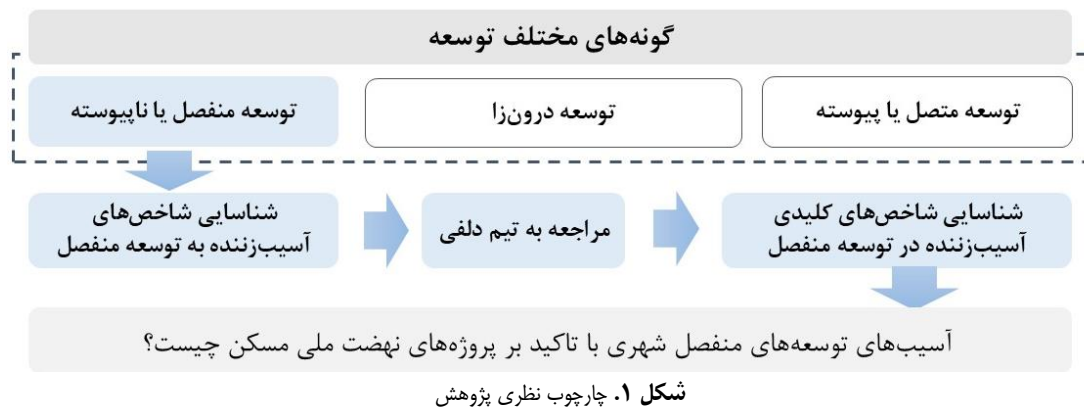 گونه‌های مختلف توسعه
توسعه متصل یا پیوسته
توسعه درون‌زا
توسعه منفصل یا ناپیوسته
شناسایی شاخص‌های
آسیب‌زننده به توسعه منفصل
مراجعه به تیم دلفی
شناسایی شاخص‌های کلیدی
آسیب‌زننده در توسعه منفصل
آسیب‌های توسعه‌های منفصل شهری با تاکید بر پروژه‌های نهضت ملی مسکن چیست؟
شکل ۱. چارچوب نظری پژوهش